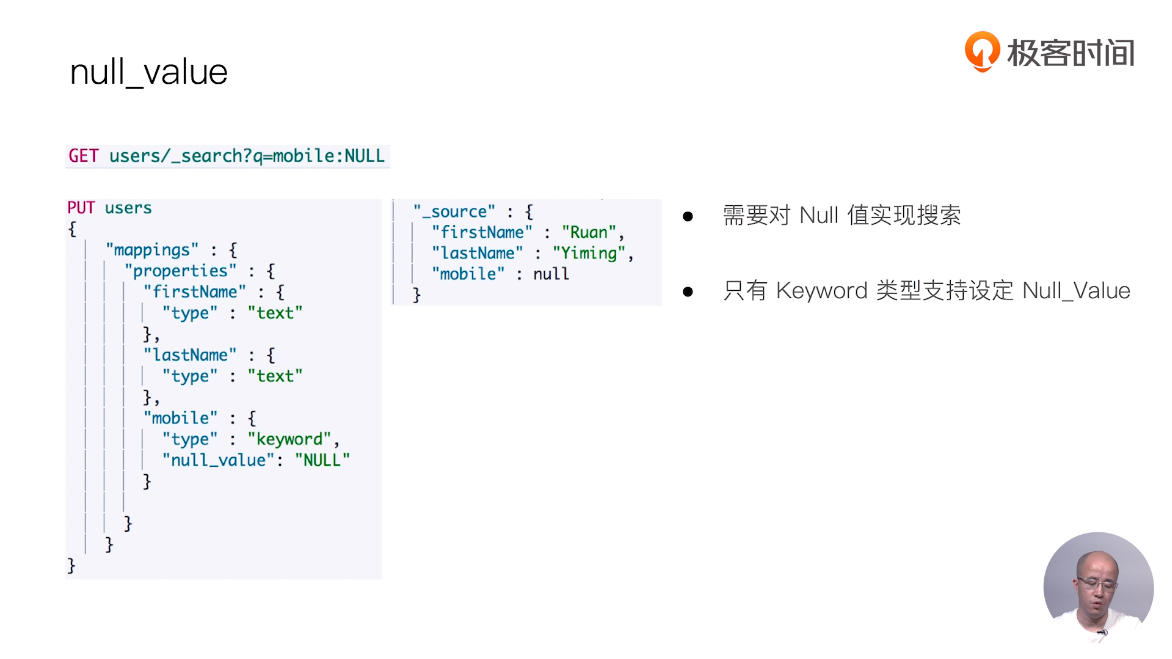 极客时间
null_value
GET users/_search?q=mobile:NULL
PUT users
{
"mappings" : {
"properties" : {
"firstName" : {
"type" : "text"
},
"lastName" : {
"type" : "text"
},
"mobile" : {
"type" : "keyword",
"null_value": "NULL"
}
}
}
}
"_source" : {
"firstName" : "Ruan",
"lastName" : "Yiming",
"mobile" : null
}
● 需要对 Null 值实现搜索
● 只有 Keyword 类型支持设定 Null_Value